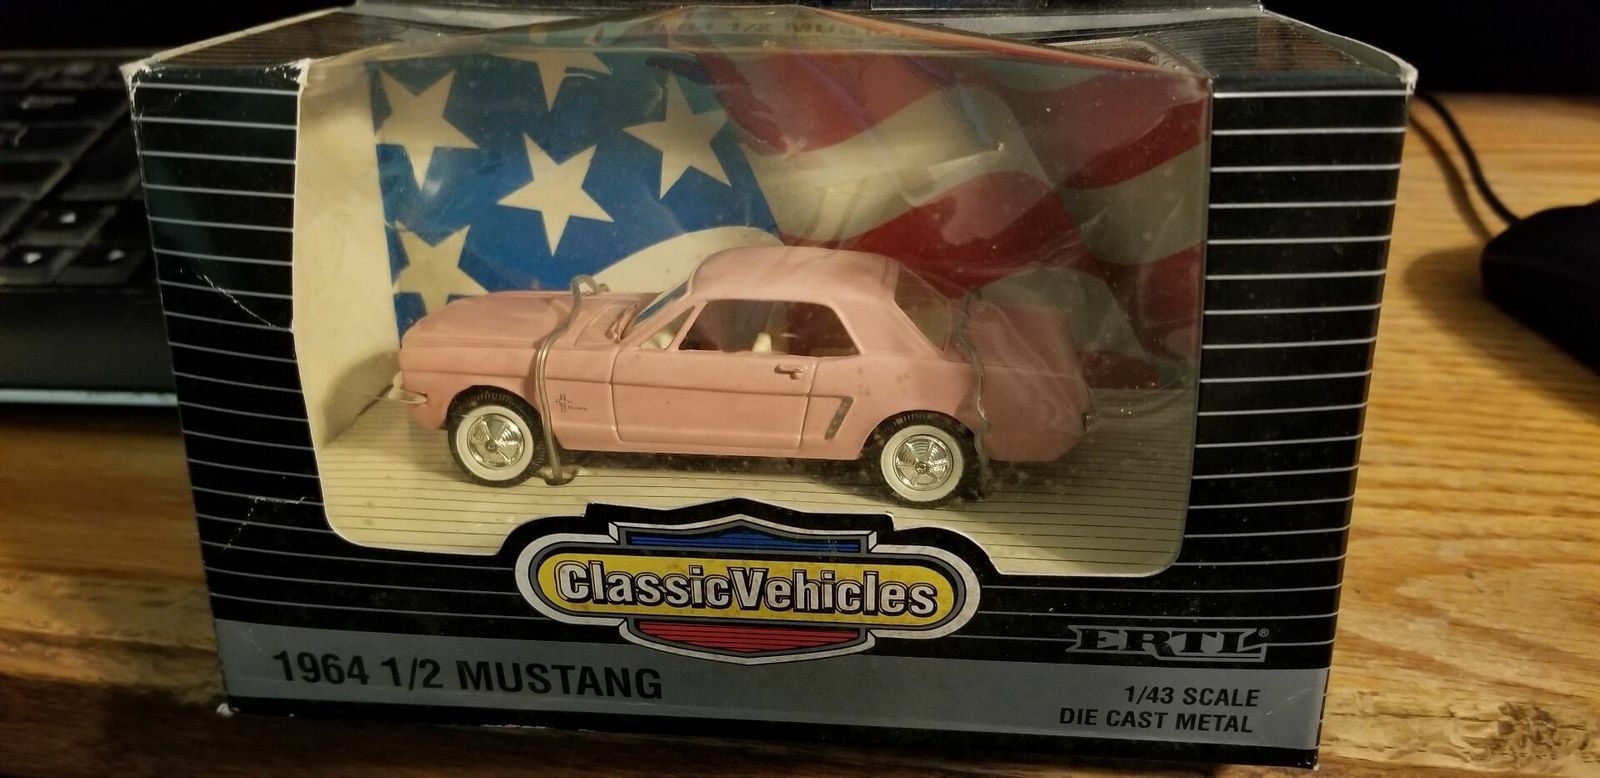 ClassicVehicles
ERTL®
1964 1/2 MUSTANG
1/43 SCALE
DIE CAST METAL